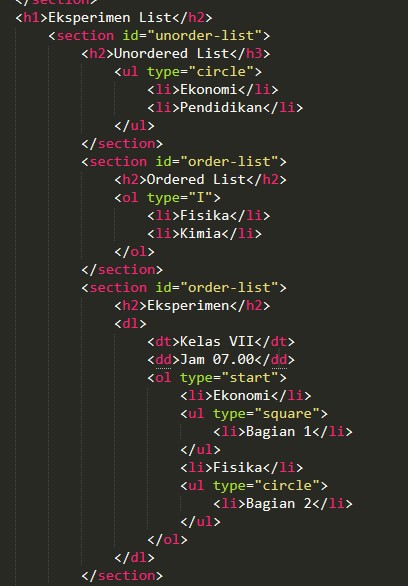 </section>
<h1>Eksperimen List</h2>
<section id="unorder-list">
<h2>Unordered List</h3>
<ul type="circle">
<li>Ekonomi</li>
<li>Pendidikan</li>
</ul>
</section>
<section id="order-list">
<h2>Ordered List</h2>
<ol type="I">
<li>Fisika</li>
<li>Kimia</li>
</ol>
</section>
<section id="order-list">
<h2>Eksperimen</h2>
<dl>
<dt>Kelas VII</dt>
<dd>Jam 07.00</dd>
<ol type="start">
<li>Ekonomi</li>
<ul type="square">
<li>Bagian 1</li>
</ul>
<li>Fisika</li>
<ul type="circle">
<li>Bagian 2</li>
</ul>
</ol>
</dl>
</section>